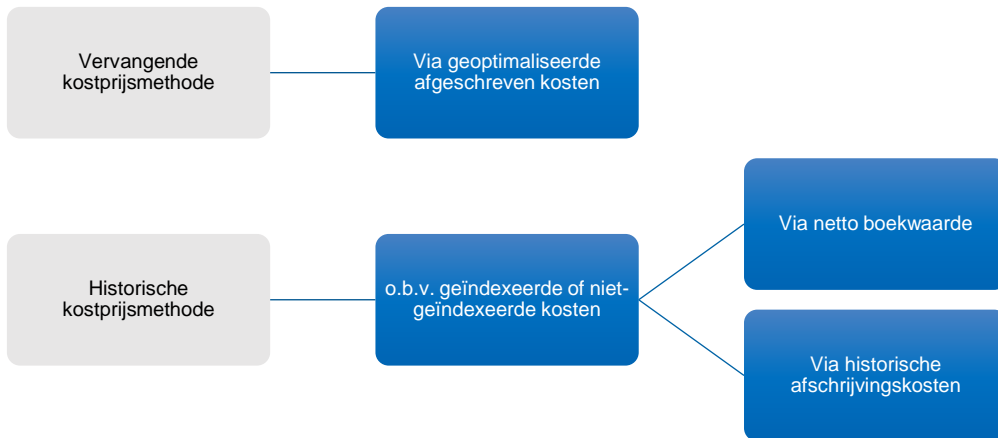 Vervangende
kostprijsmethode
Via geoptimaliseerde
afgeschreven kosten
Historische
kostprijsmethode
o.b.v. geïndexeerde of niet-
geïndexeerde kosten
Via netto boekwaarde
Via historische
afschrijvingskosten